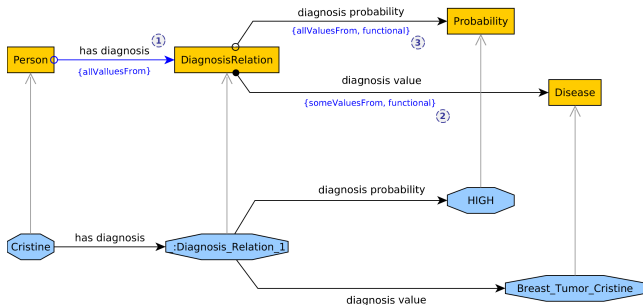 diagnosis probability
Probability
{allValuesFrom, functional}
1
3
has diagnosis
Person
DiagnosisRelation
{allValluesFrom}
diagnosis value
Disease
{someValuesFrom, functional}
2
diagnosis probability
HIGH
has diagnosis
Cristine
:Diagnosis_Relation_1
Breast_Tumor_Cristine
diagnosis value